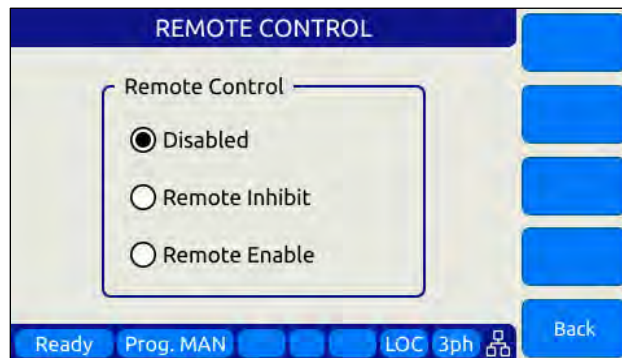 REMOTE CONTROL
Remote Control
Disabled
Remote Inhibit
Remote Enable
Back
Ready Prog. MAN LOC 3ph